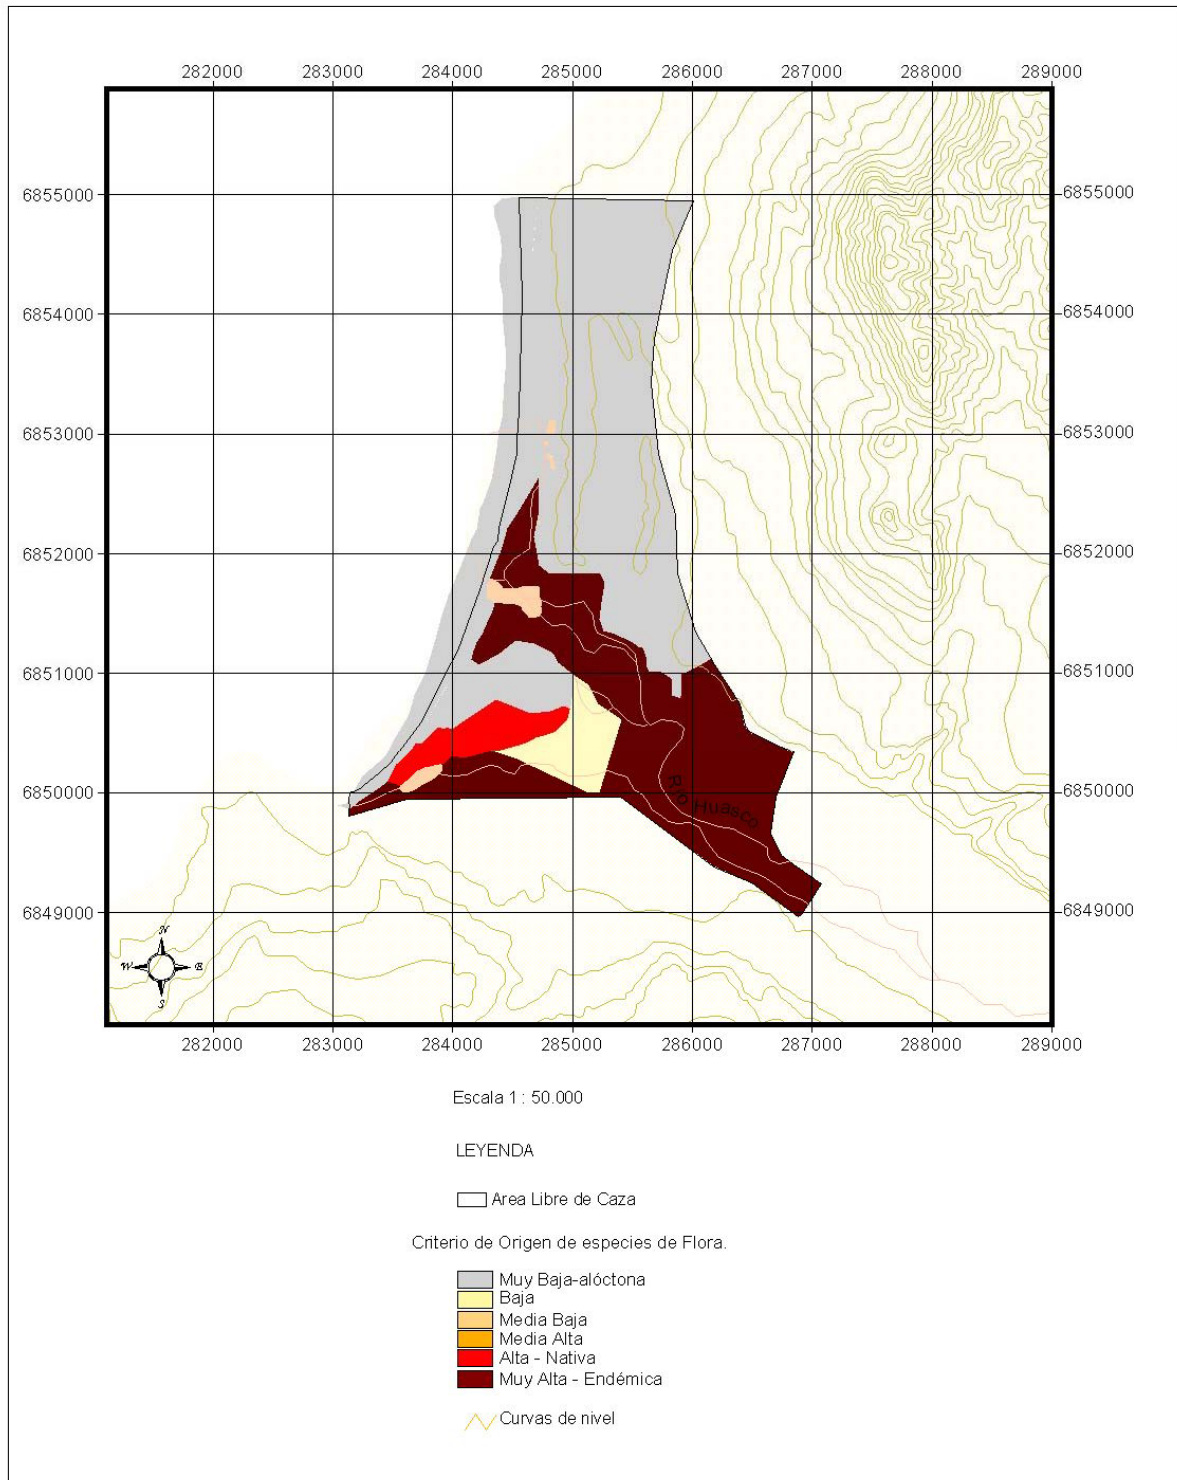 282000 283000 284000 285000 286000 287000 288000 289000
6855000 6855000
6854000 6854000
6853000 6853000
6852000 6852000
6851000 6851000
6850000 6850000
Río Huasco
6849000 6849000
N
W E
S
282000 283000 284000 285000 286000 287000 288000 289000
Escala 1 : 50.000
LEYENDA
Area Libre de Caza
Criterio de Origen de especies de Flora.
Muy Baja-alóctona
Baja
Media Baja
Media Alta
Alta - Nativa
Muy Alta - Endémica
Curvas de nivel